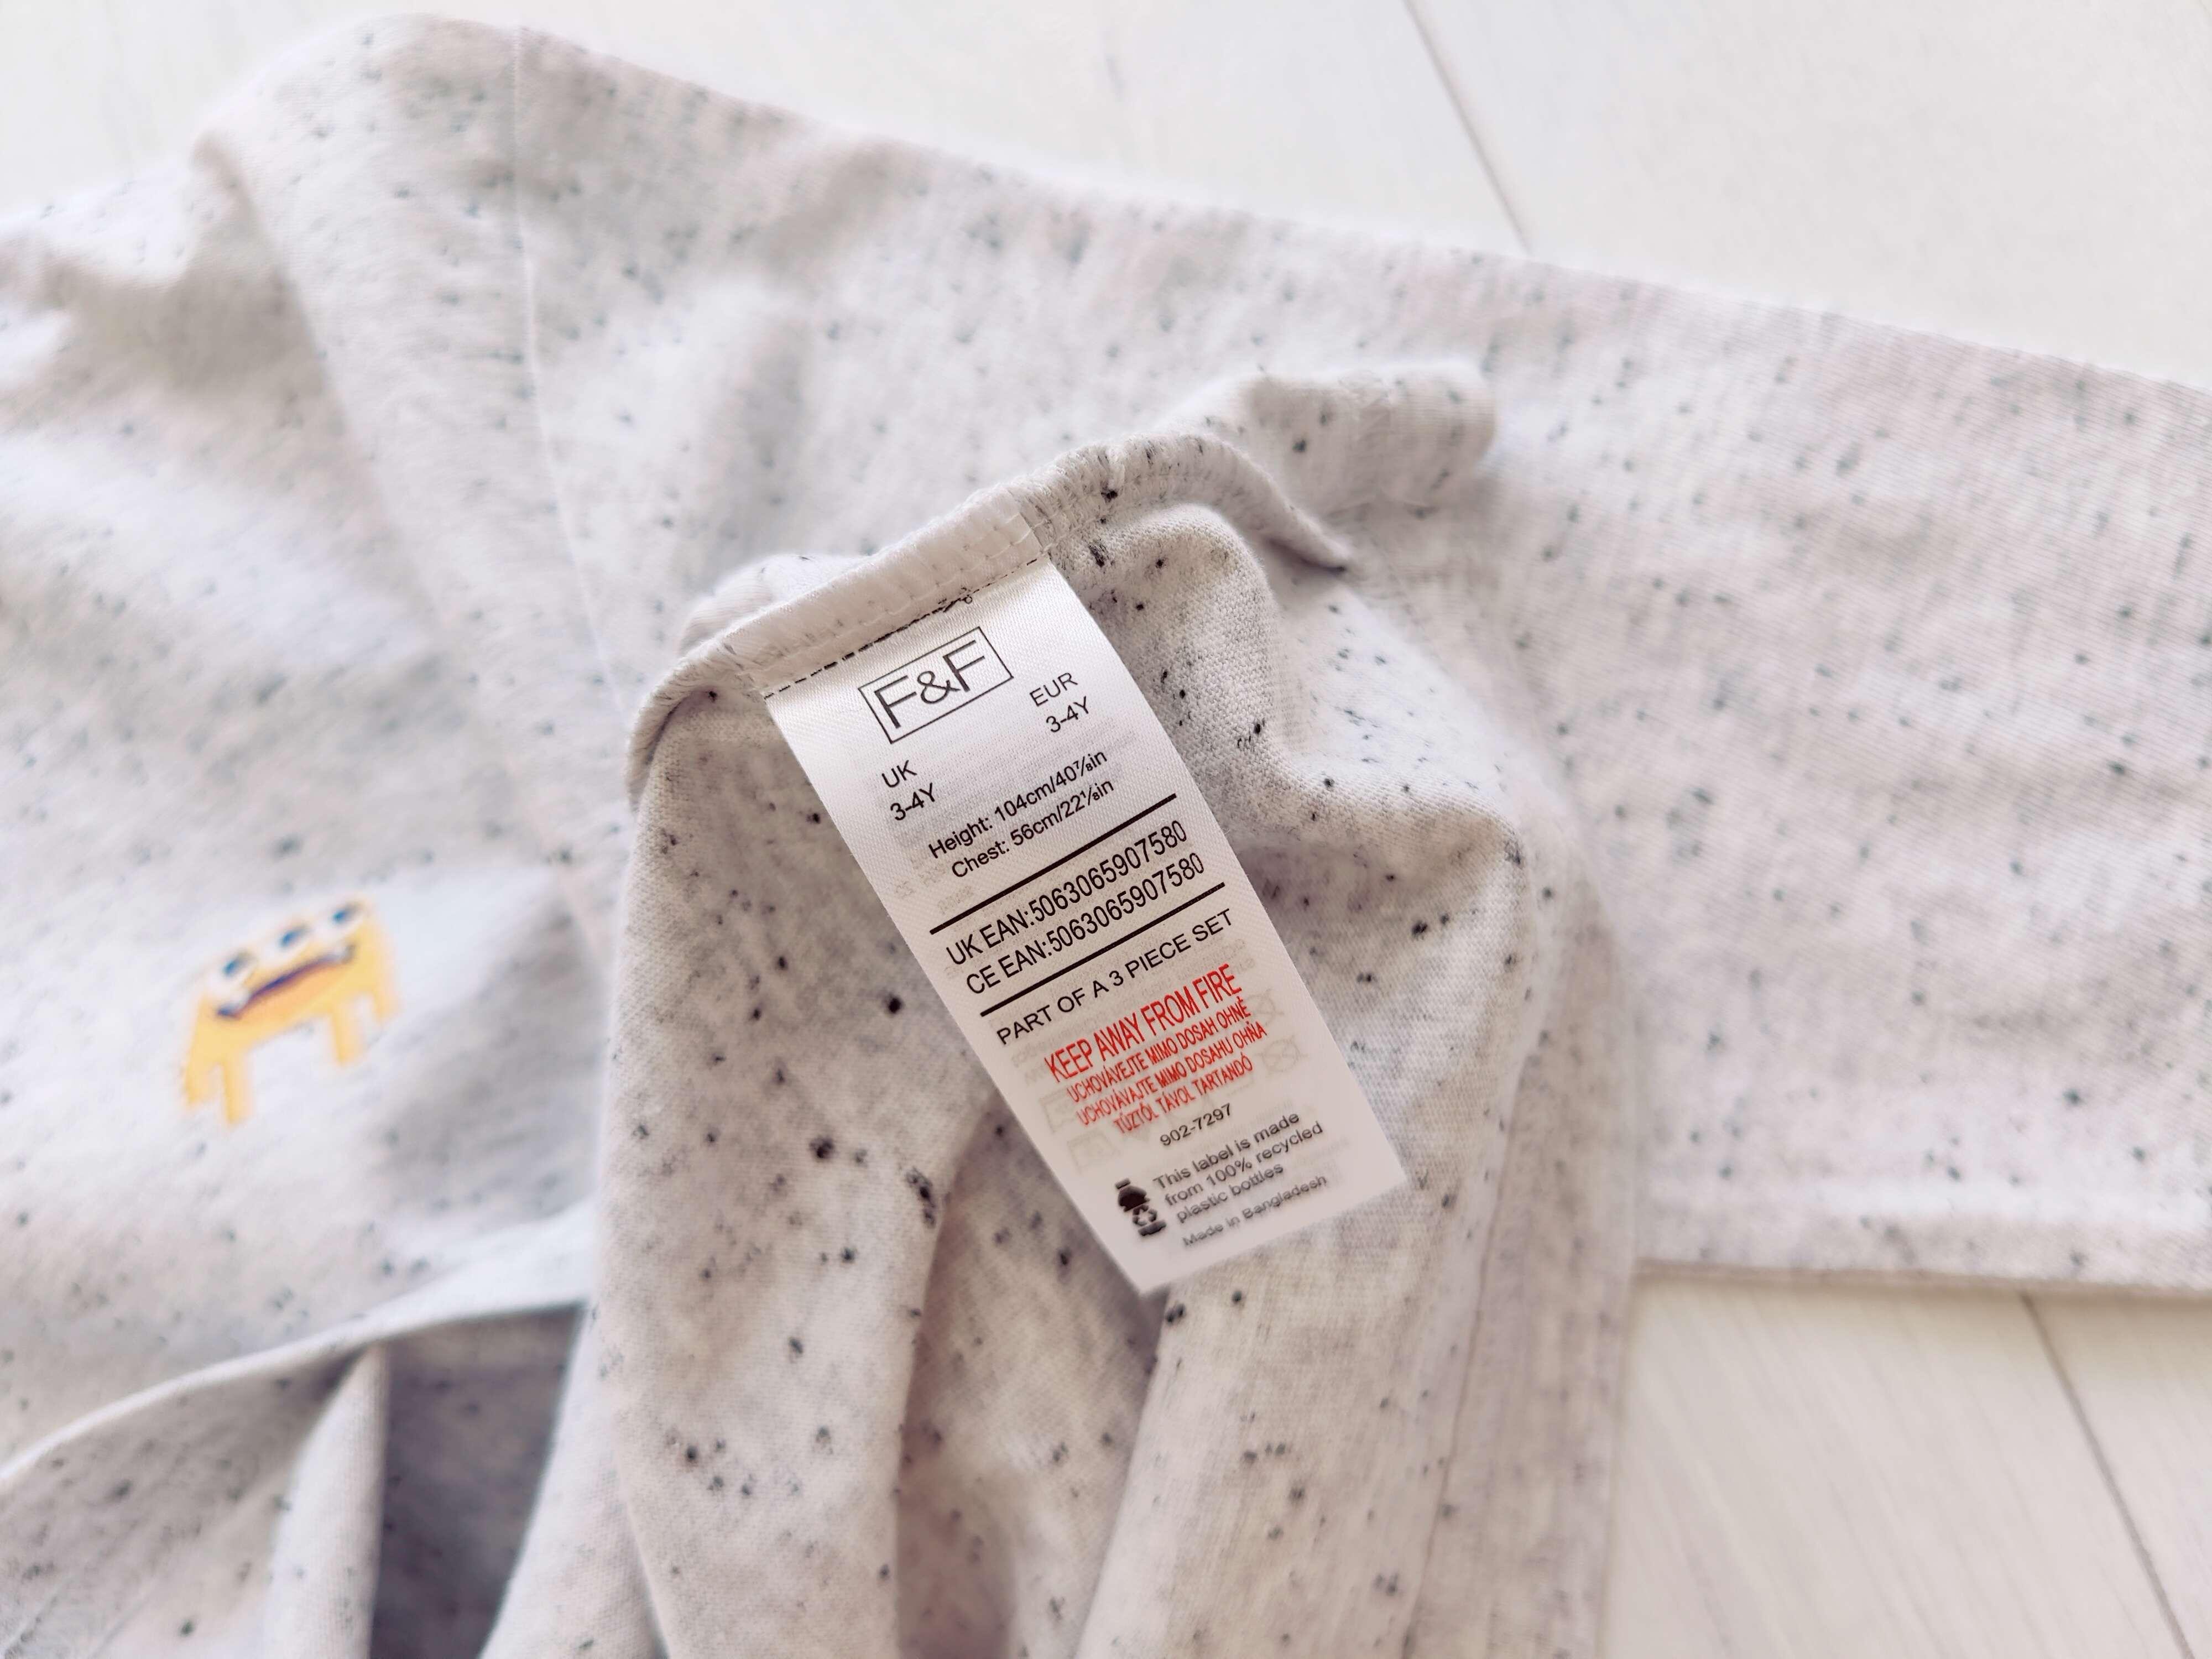 F&F
UK
3-4Y
EUR
3-4Y
Height: 104cm/40⅞in
Chest: 56cm/22⅛in
UK EAN:5063065907580
CE EAN:5063065907580
PART OF A 3 PIECE SET
KEEP AWAY FROM FIRE
UCHOVÁVEJTE MIMO DOSAH OHNĚ
UCHOVÁVAJTE MIMO DOSAHU OHŇA
TŰZTŐL TÁVOL TARTANDÓ
902-7297
This label is made
from 100% recycled
plastic bottles
Made in Bangladesh